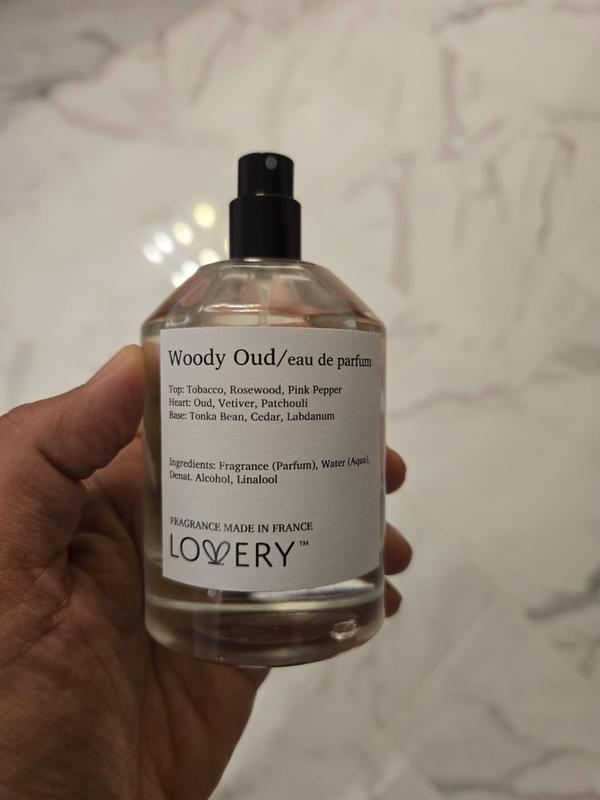 Woody Oud/eau de parfum
Top: Tobacco, Rosewood, Pink Pepper
Heart: Oud, Vetiver, Patchouli
Base: Tonka Bean, Cedar, Labdanum
Ingredients: Fragrance (Parfum), Water (Aqua),
Denat. Alcohol, Linalool
FRAGRANCE MADE IN FRANCE
LOVERY™